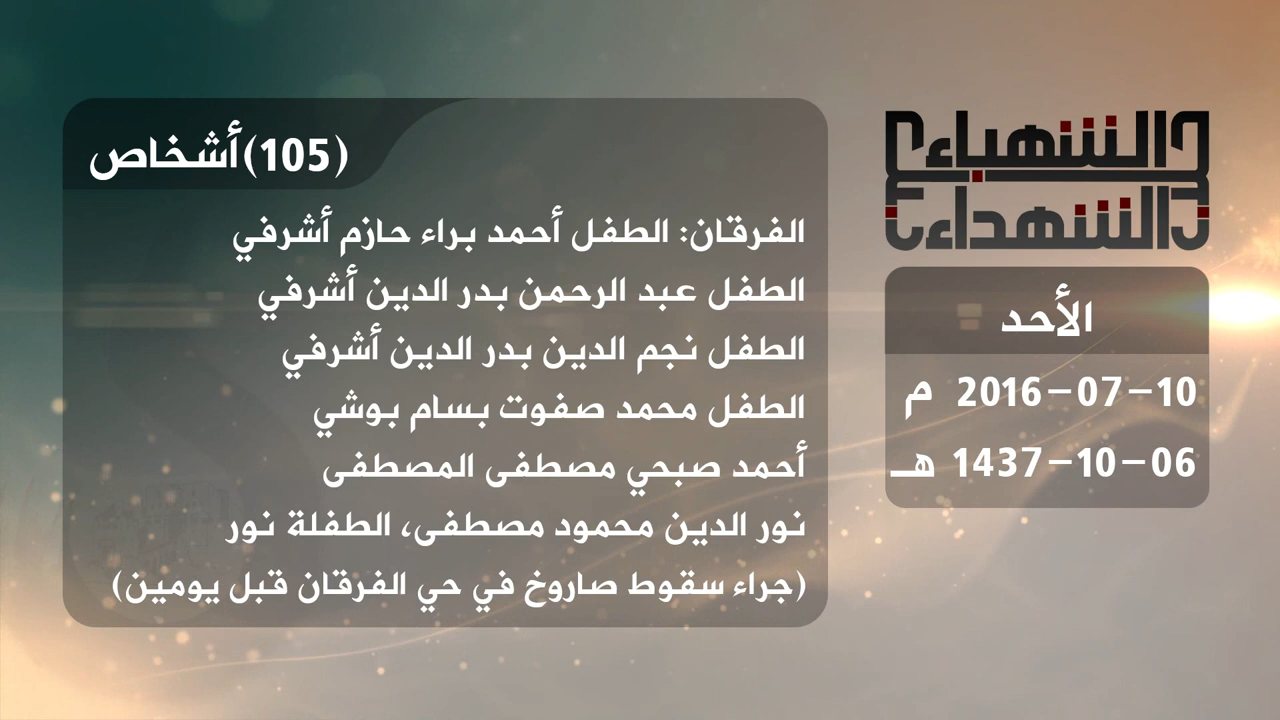 والشهباء
والشهداء
الأحد
2016-07-10 م
1437-10-06 هـ
(105)أشخاص
الفرقان: الطفل أحمد براء حازم أشرفي
الطفل عبد الرحمن بدر الدين أشرفي
الطفل نجم الدين بدر الدين أشرفي
الطفل محمد صفوت بسام بوشي
أحمد صبحي مصطفى المصطفى
نور الدين محمود مصطفى، الطفلة نور
(جراء سقوط صاروخ في حي الفرقان قبل يومين)